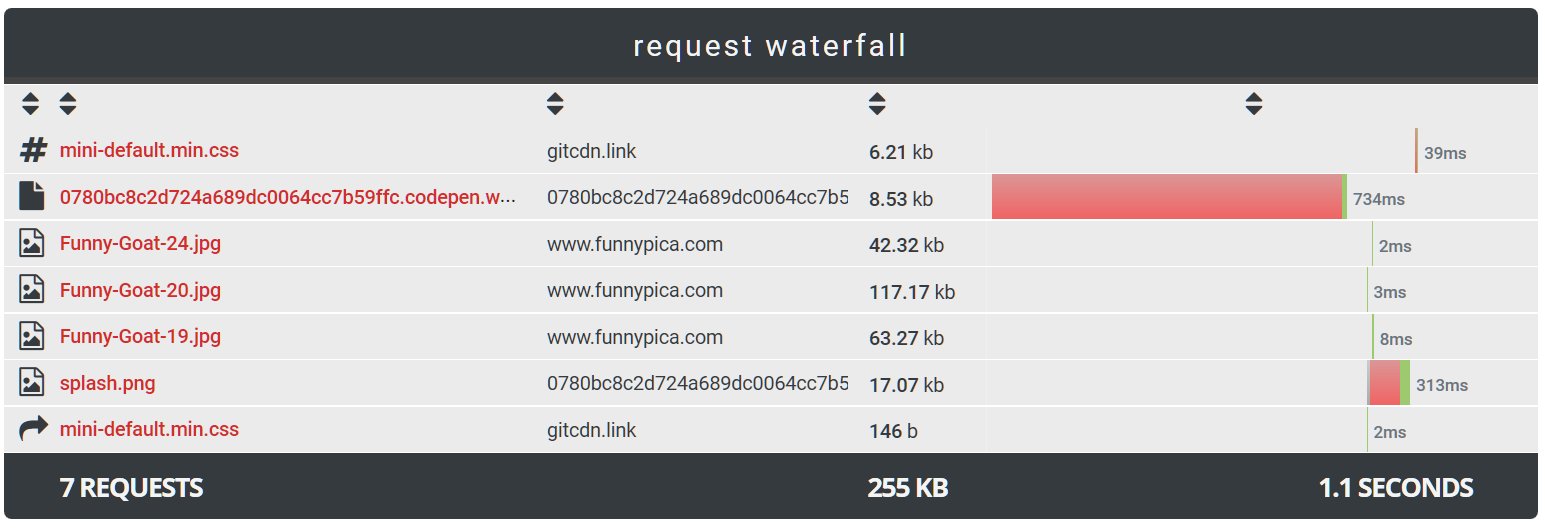 request waterfall
mini-default.min.css gitcdn.link 6.21 kb 39ms
0780bc8c2d724a689dc0064cc7b59ffc.codepen.w... 0780bc8c2d724a689dc0064cc7b5 8.53 kb 734ms
Funny-Goat-24.jpg www.funnypica.com 42.32 kb 2ms
Funny-Goat-20.jpg www.funnypica.com 117.17 kb 3ms
Funny-Goat-19.jpg www.funnypica.com 63.27 kb 8ms
splash.png 0780bc8c2d724a689dc0064cc7b5 17.07 kb 313ms
mini-default.min.css gitcdn.link 146 b 2ms
7 REQUESTS 255 KB 1.1 SECONDS